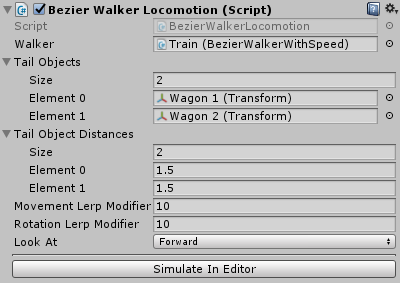 Bezier Walker Locomotion (Script)
Script BezierWalkerLocomotion
Walker Train (BezierWalkerWithSpeed)
Tail Objects
Size 2
Element 0 Wagon 1 (Transform)
Element 1 Wagon 2 (Transform)
Tail Object Distances
Size 2
Element 0 1.5
Element 1 1.5
Movement Lerp Modifier 10
Rotation Lerp Modifier 10
Look At Forward
Simulate In Editor